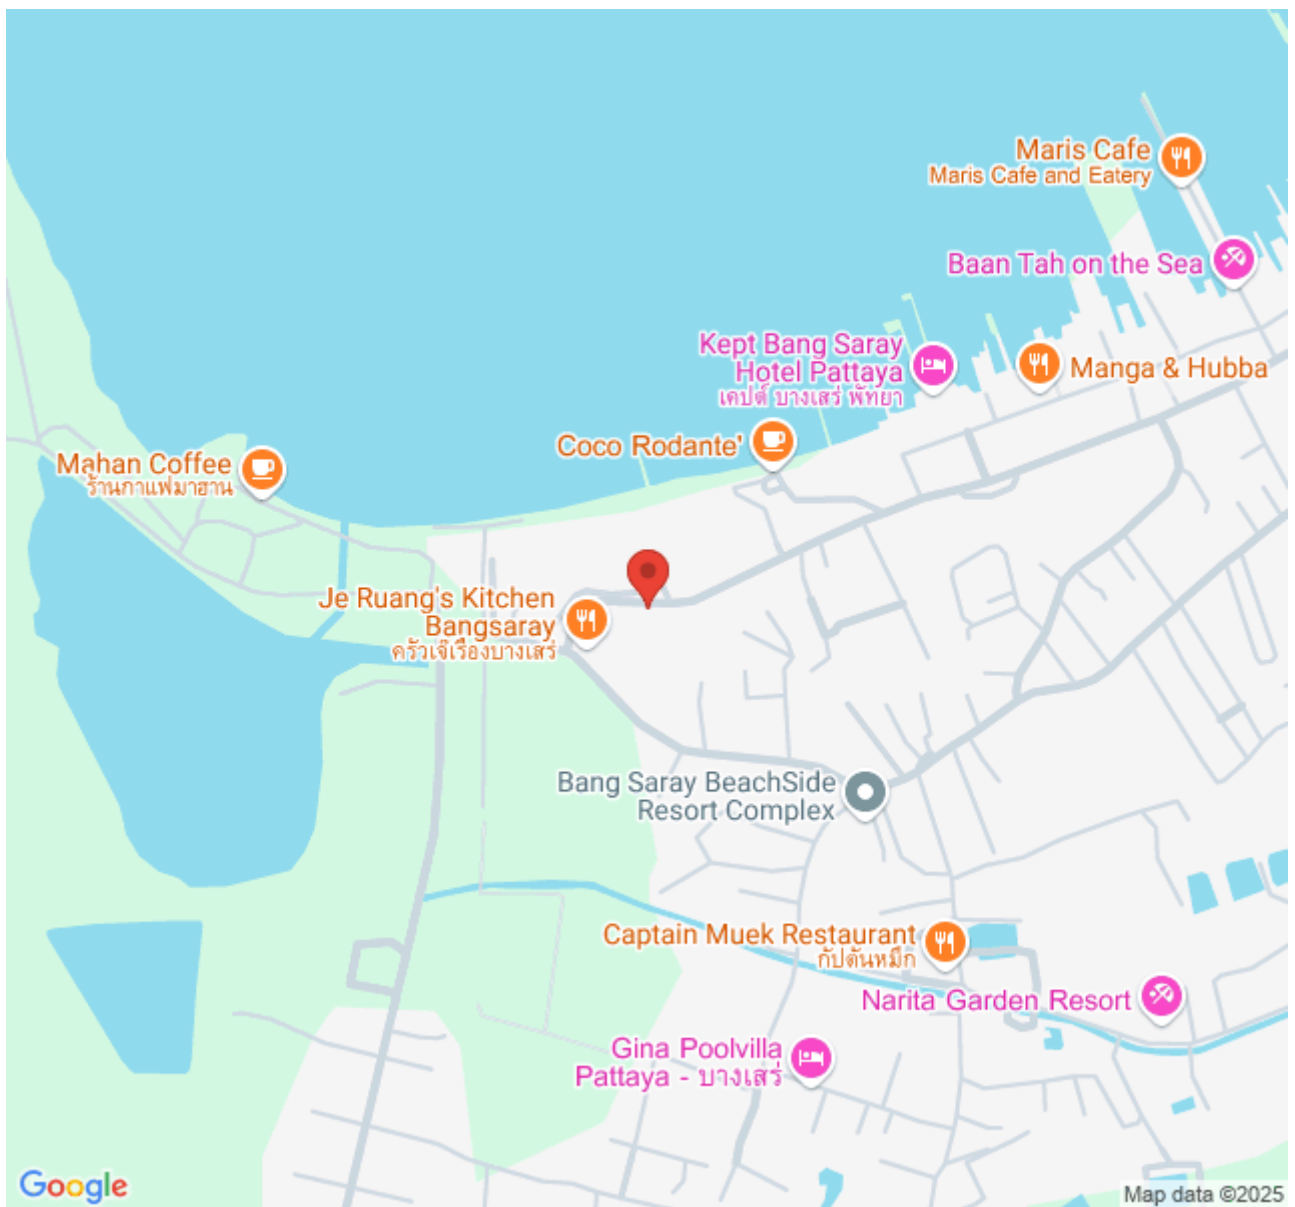 Maris Cafe
Maris Cafe and Eatery
Baan Tah on the Sea
Kept Bang Saray
Hotel Pattaya
เคปต์ บางเสร่ พัทยา
Manga & Hubba
Coco Rodante'
Mahan Coffee
ร้านกาแฟมาฮาน
Je Ruang's Kitchen
Bangsaray
ครัวเจ๊เรืองบางเสร่
Bang Saray BeachSide
Resort Complex
Captain Muek Restaurant
กัปตันหมึก
Narita Garden Resort
Gina Poolvilla
Pattaya - บางเสร่
Google
Map data ©2025